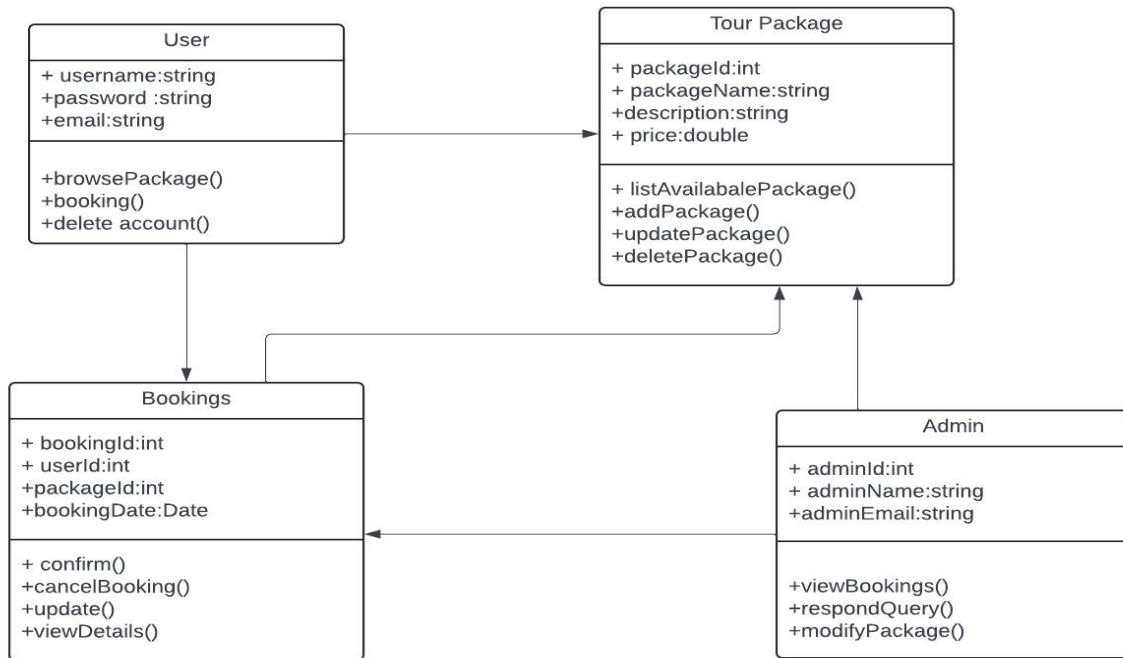 User
+ username:string
+password :string
+email:string
+browsePackage()
+booking()
+delete account()
Tour Package
+ packageId:int
+ packageName:string
+description:string
+ price:double
+ listAvailabalePackage()
+addPackage()
+updatePackage()
+deletePackage()
Bookings
+ bookingId:int
+ userId:int
+packageId:int
+bookingDate:Date
+ confirm()
+cancelBooking()
+update()
+viewDetails()
Admin
+ adminId:int
+ adminName:string
+adminEmail:string
+viewBookings()
+respondQuery()
+modifyPackage()